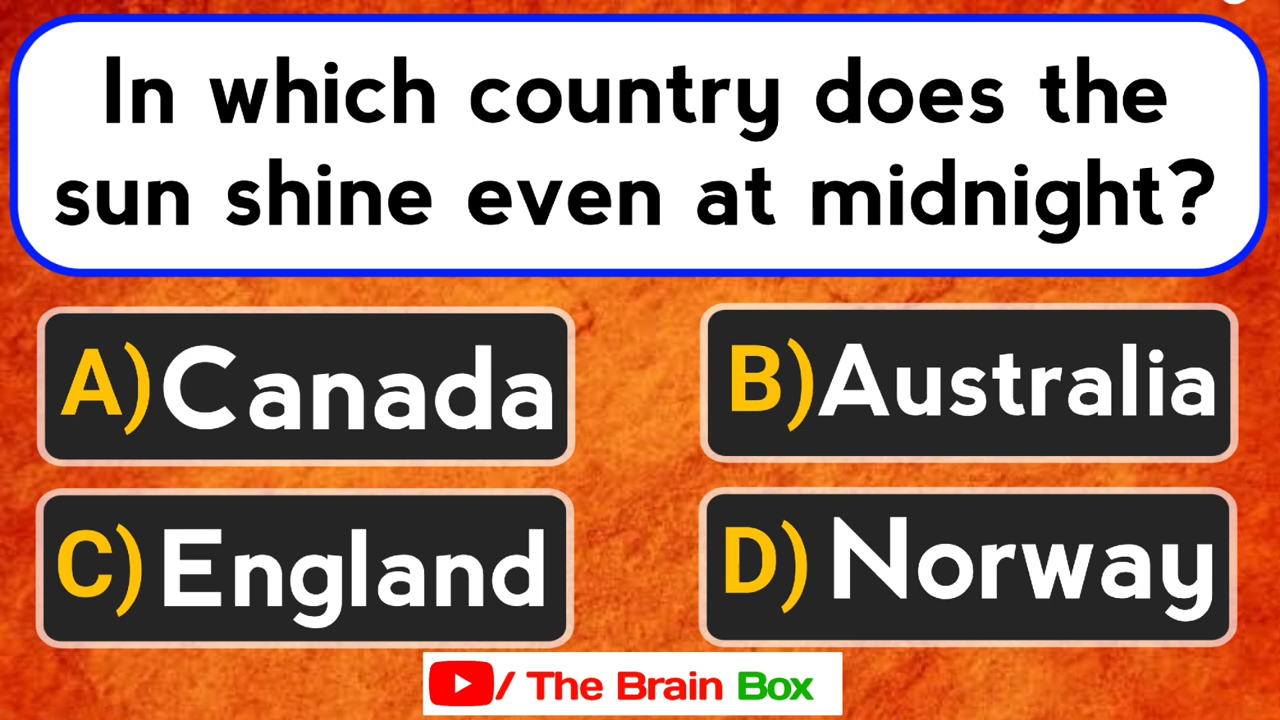 In which country does the
sun shine even at midnight?
A)Canada
B)Australia
C)England
D) Norway
/ The Brain Box